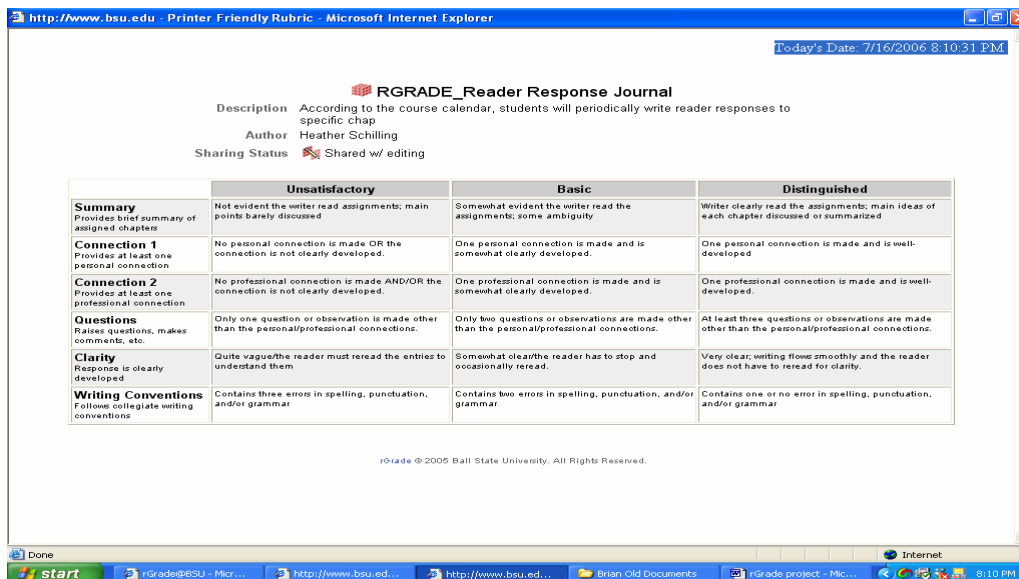 http://www.bsu.edu - Printer Friendly Rubric - Microsoft Internet Explorer
Today's Date: 7/16/2006 8:10:31 PM
RGRADE_Reader Response Journal
Description According to the course calendar, students will periodically write reader responses to
specific chap
Author Heather Schilling
Sharing Status Shared w/ editing
Unsatisfactory Basic Distinguished
Summary
Provides brief summary of
assigned chapters
Not evident the writer read assignments; main
points barely discussed
Somewhat evident the writer read the
assignments; some ambiguity
Writer clearly read the assignments; main ideas of
each chapter discussed or summarized
Connection 1
Provides at least one
personal connection
No personal connection is made OR the
connection is not clearly developed.
One personal connection is made and is
somewhat clearly developed.
One personal connection is made and is well-
developed
Connection 2
Provides at least one
professional connection
No professional connection is made AND/OR the
connection is not clearly developed.
One professional connection is made and is
somewhat clearly developed.
One professional connection is made and is well-
developed.
Questions
Raises questions, makes
comments, etc.
Only one question or observation is made other
than the personal/professional connections.
Only two questions or observations are made other
than the personal/professional connections.
At least three questions or observations are made
other than the personal/professional connections.
Clarity
Response is clearly
developed
Quite vague/the reader must reread the entries to
understand them
Somewhat clear/the reader has to stop and
occasionally reread.
Very clear; writing flows smoothly and the reader
does not have to reread for clarity.
Writing Conventions
Follows collegiate writing
conventions
Contains three errors in spelling, punctuation,
and/or grammar
Contains two errors in spelling, punctuation, and/or
grammar
Contains one or no error in spelling, punctuation,
and/or grammar
rGrade © 2005 Ball State University. All Rights Reserved.
Done Internet
start rGrade@BSU - Micr... http://www.bsu.ed... http://www.bsu.ed... Brian Old Documents rGrade project - Mic... 8:10 PM